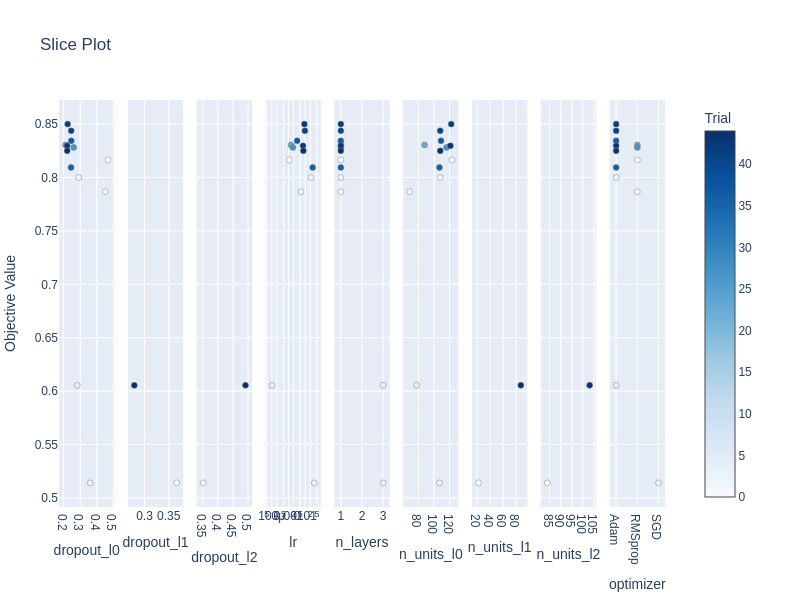 Slice Plot
Trial
Objective Value
0.85
0.8
0.75
0.7
0.65
0.6
0.55
0.5
40
35
30
25
20
15
10
5
0
0.2 0.3 0.4 0.5
0.3 0.35
0.35 0.4 0.45 0.5
1 2 3
80 100 120
20 40 60 80
85 90 95 100 105
Adam RMSprop SGD
dropout_l0
dropout_l1
dropout_l2
lr
n_layers
n_units_l0
n_units_l1
n_units_l2
optimizer